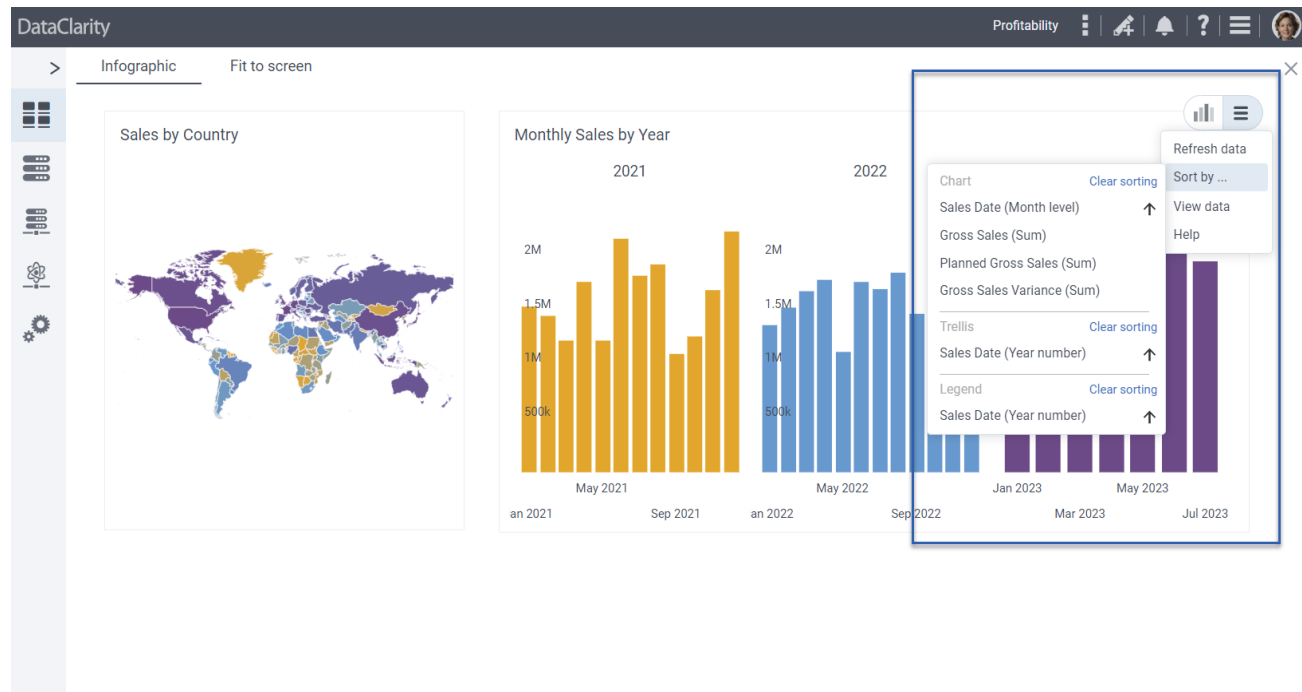 DataClarity
Profitability
?
Infographic
Fit to screen
Sales by Country
Monthly Sales by Year
2021
2022
2M
1.5M
1M
500k
May 2021
an 2021
Sep 2021
2M
1.5M
1M
500k
May 2022
an 2022
Sep 2022
Jan 2023
May 2023
Mar 2023
Jul 2023
Refresh data
Sort by ...
View data
Help
Chart Clear sorting
Sales Date (Month level)
Gross Sales (Sum)
Planned Gross Sales (Sum)
Gross Sales Variance (Sum)
Trellis Clear sorting
Sales Date (Year number)
Legend Clear sorting
Sales Date (Year number)